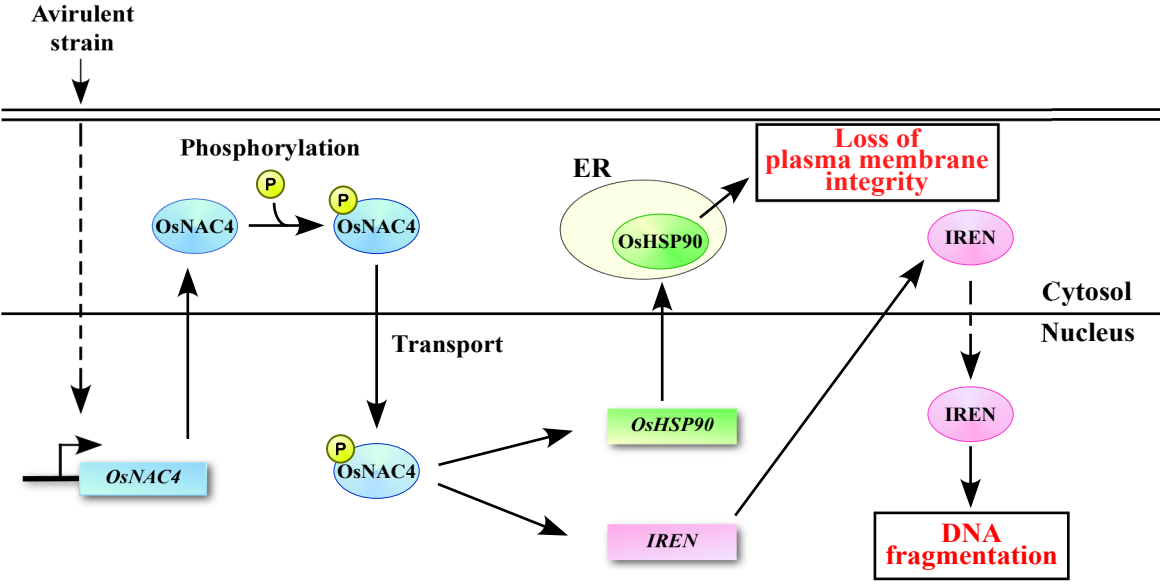 Avirulent
strain
Phosphorylation
P
OsNAC4
P
OsNAC4
ER
OsHSP90
Loss of
plasma membrane
integrity
IREN
Cytosol
Nucleus
Transport
OsNAC4
P
OsNAC4
OsHSP90
IREN
IREN
DNA
fragmentation